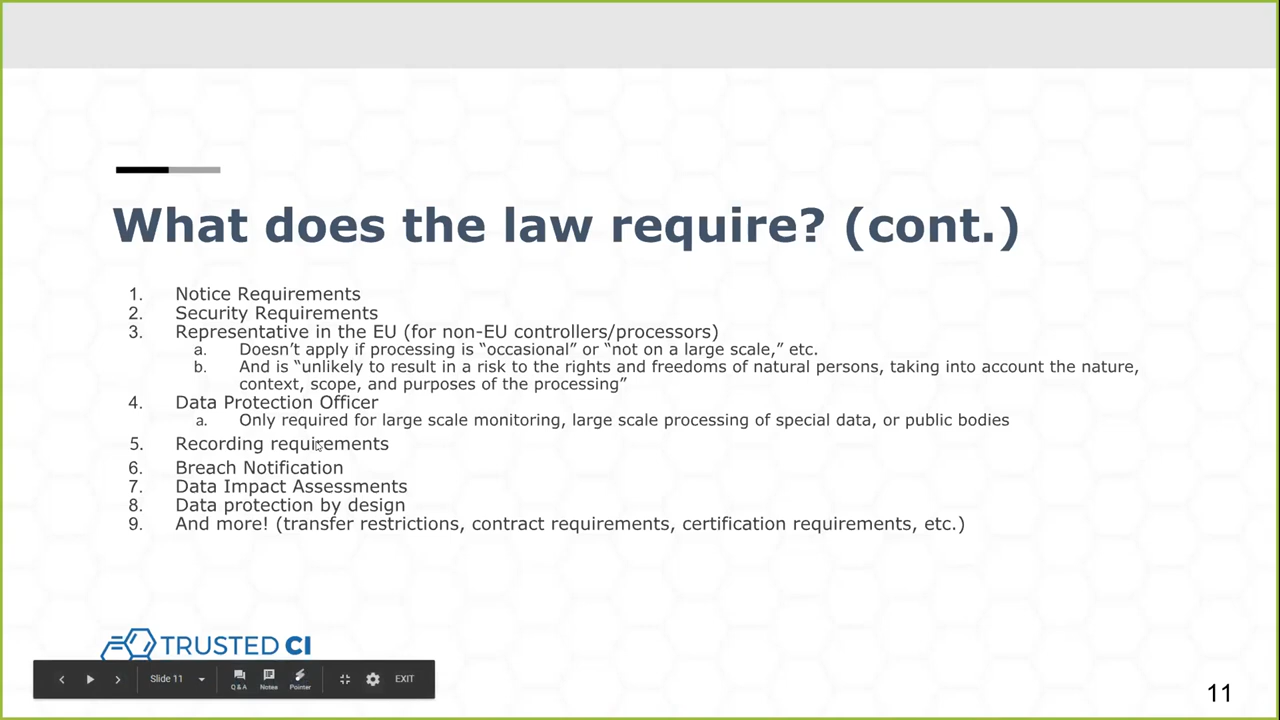 What does the law require? (cont.)
1. Notice Requirements
2. Security Requirements
3. Representative in the EU (for non-EU controllers/processors)
a. Doesn’t apply if processing is “occasional” or “not on a large scale,” etc.
b. And is “unlikely to result in a risk to the rights and freedoms of natural persons, taking into account the nature,
context, scope, and purposes of the processing”
4. Data Protection Officer
a. Only required for large scale monitoring, large scale processing of special data, or public bodies
5. Recording requirements
6. Breach Notification
7. Data Impact Assessments
8. Data protection by design
9. And more! (transfer restrictions, contract requirements, certification requirements, etc.)
TRUSTED CI
Slide 11
Q & A
Notes
Pointer
EXIT
11